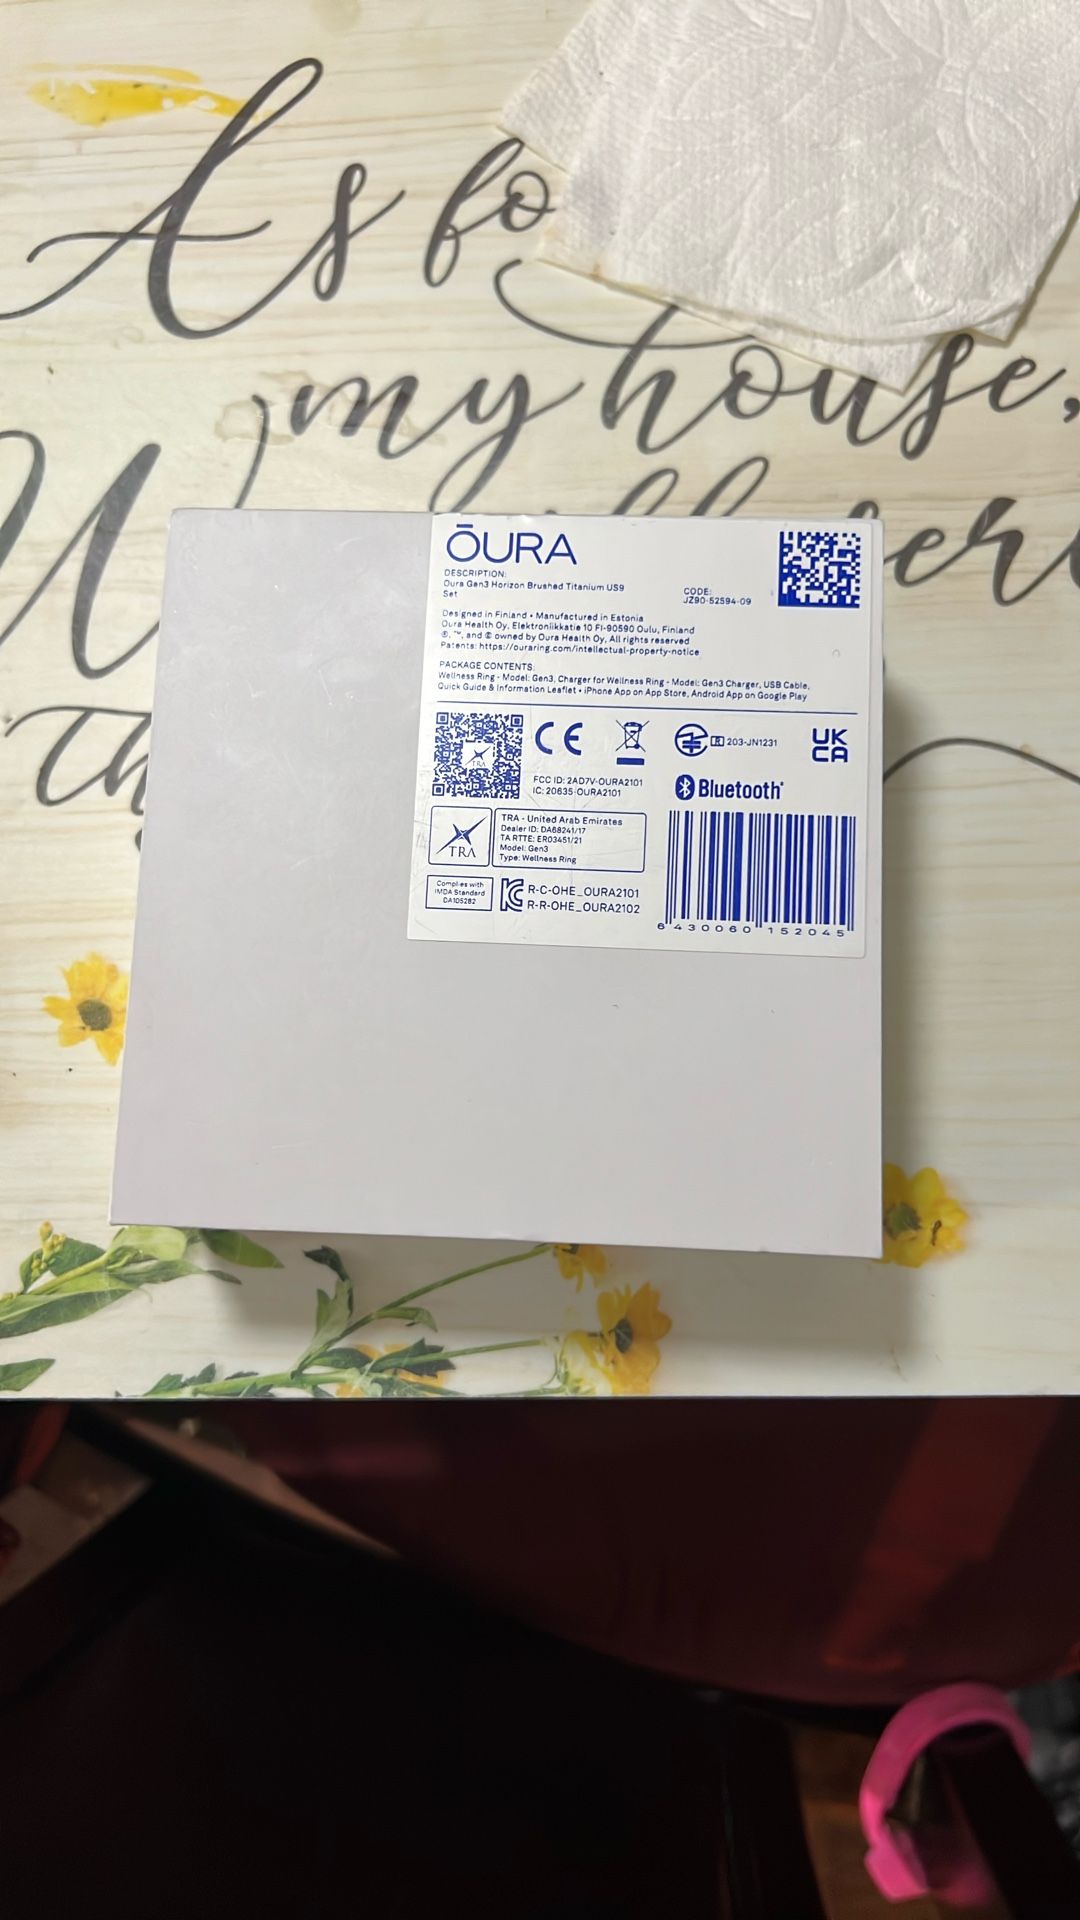 As fo
my house,
W
ser
th
ŌURA
DESCRIPTION:
Oura Gen3 Horizon Brushed Titanium US9
Set
CODE:
JZ90-52594-09
Designed in Finland • Manufactured in Estonia
Oura Health Oy, Elektroniikkatie 10 FI-90590 Oulu, Finland
®, ™, and © owned by Oura Health Oy, All rights reserved
Patents: https://ouraring.com/intellectual-property-notice
PACKAGE CONTENTS:
Wellness Ring - Model: Gen3, Charger for Wellness Ring - Model: Gen3 Charger, USB Cable,
Quick Guide & Information Leaflet • iPhone App on App Store, Android App on Google Play
TRA
CE
R 203-JN1231
UK
CA
FCC ID: 2AD7V-OURA2101
IC: 20635-OURA2101
Bluetooth®
TRA
TRA - United Arab Emirates
Dealer ID: DA68241/17
TA RTTE: ER03451/21
Model: Gen3
Type: Wellness Ring
Complies with
IMDA Standard
DA105282
R-C-OHE_OURA2101
R-R-OHE_OURA2102
6 430060 152045